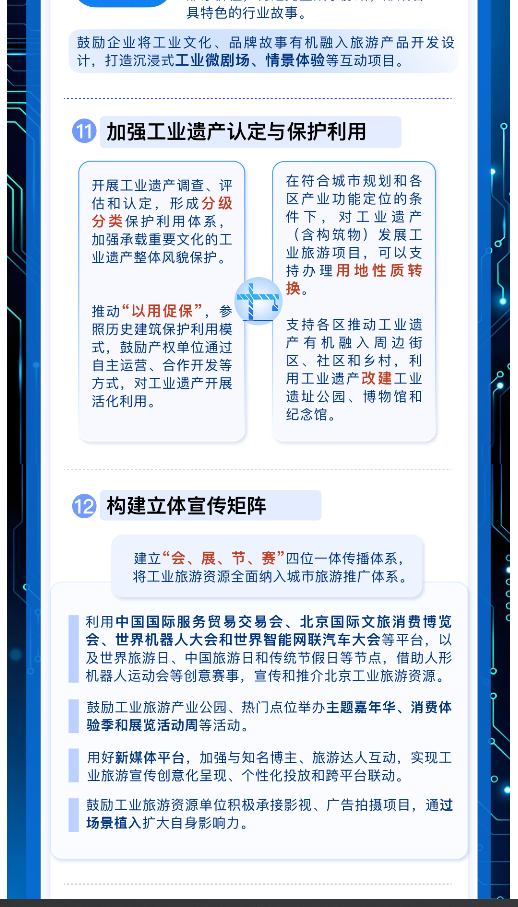 具特色的行业故事。
鼓励企业将工业文化、品牌故事有机融入旅游产品开发设
计，打造沉浸式工业微剧场、情景体验等互动项目。
11 加强工业遗产认定与保护利用
开展工业遗产调查、评
估和认定，形成分级
分类保护利用体系，
加强承载重要文化的工
业遗产整体风貌保护。
推动“以用促保”，参
照历史建筑保护利用模
式，鼓励产权单位通过
自主运营、合作开发等
方式，对工业遗产开展
活化利用。
在符合城市规划和各
区产业功能定位的条
件下，对工业遗产
（含构筑物）发展工
业旅游项目，可以支
持办理用地性质转
换。
支持各区推动工业遗
产有机融入周边街
区、社区和乡村，利
用工业遗产改建工业
遗址公园、博物馆和
纪念馆。
12 构建立体宣传矩阵
建立“会、展、节、赛”四位一体传播体系，
将工业旅游资源全面纳入城市旅游推广体系。
利用中国国际服务贸易交易会、北京国际文旅消费博览
会、世界机器人大会和世界智能网联汽车大会等平台，以
及世界旅游日、中国旅游日和传统节假日等节点，借助人形
机器人运动会等创意赛事，宣传和推介北京工业旅游资源。
鼓励工业旅游产业公园、热门点位举办主题嘉年华、消费体
验季和展览活动周等活动。
用好新媒体平台，加强与知名博主、旅游达人互动，实现工
业旅游宣传创意化呈现、个性化投放和跨平台联动。
鼓励工业旅游资源单位积极承接影视、广告拍摄项目，通过
场景植入扩大自身影响力。